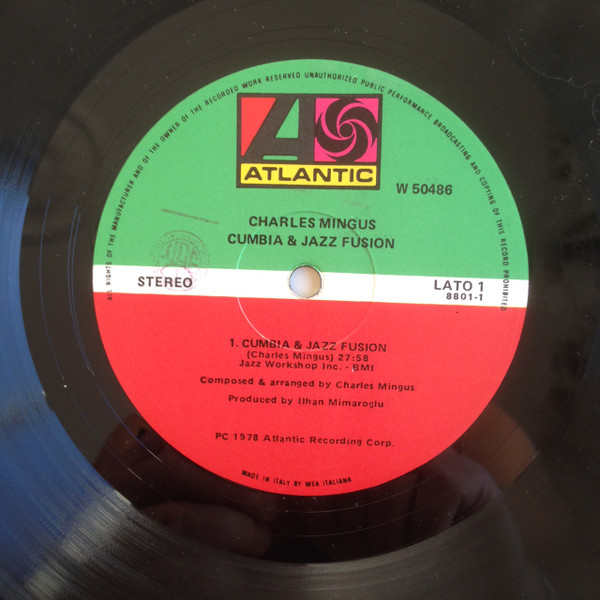 ALL RIGHTS OF THE MANUFACTURER AND OF THE OWNER OF THE RECORDED WORK RESERVED UNAUTHORIZED PUBLIC PERFORMANCE BROADCASTING AND COPYING OF THIS RECORD PROHIBITED
ATLANTIC
W 50486
CHARLES MINGUS
CUMBIA & JAZZ FUSION
STEREO
LATO 1
8801-1
1. CUMBIA & JAZZ FUSION
(Charles Mingus) 27:58
Jazz Workshop Inc. - BMI
Composed & arranged by Charles Mingus
Produced by Ilhan Mimaroglu
PC 1978 Atlantic Recording Corp.
MADE IN ITALY BY WEA ITALIANA